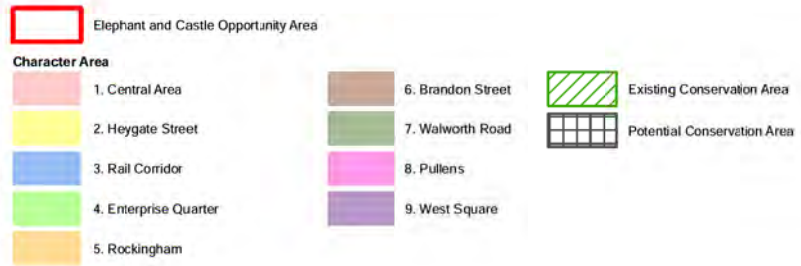 Elephant and Castle Opportunity Area
Character Area
1. Central Area
2. Heygate Street
3. Rail Corridor
4. Enterprise Quarter
5. Rockingham
6. Brandon Street
7. Walworth Road
8. Pullens
9. West Square
Existing Conservation Area
Potential Conservation Area